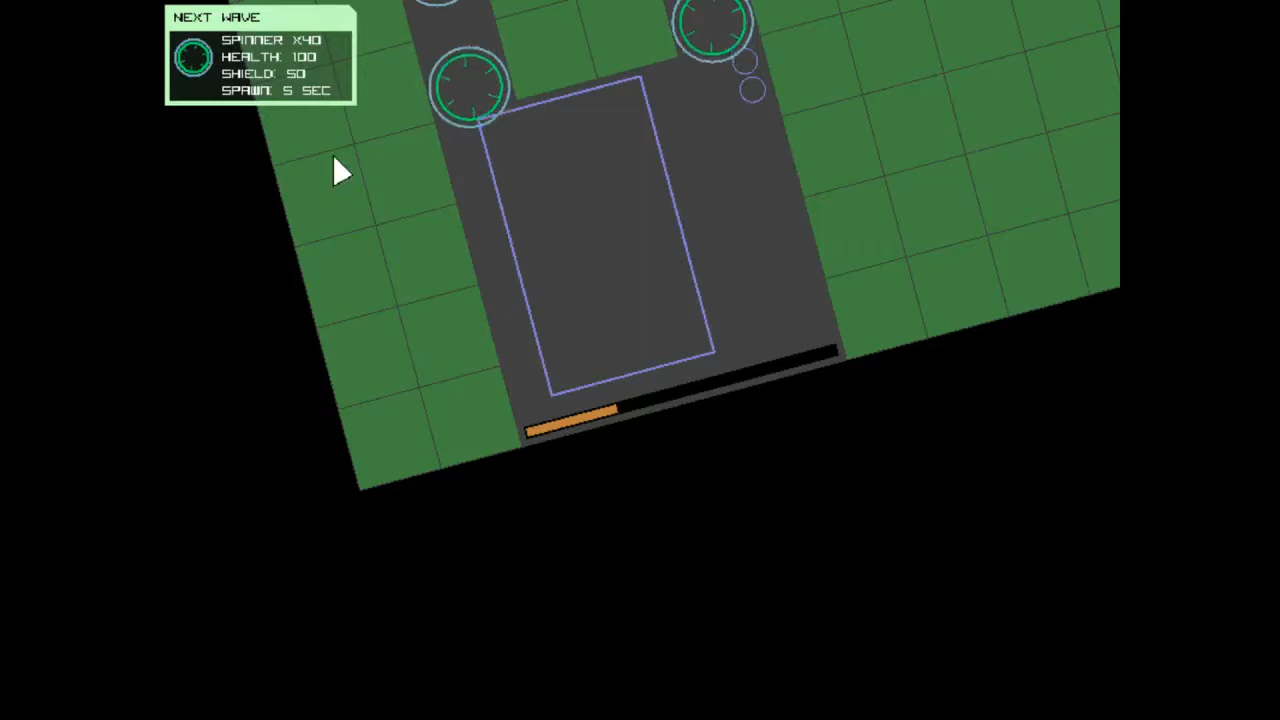 NEXT WAVE
SPINNER X40
HEALTH: 100
SHIELD: 50
SPAWN: 5 SEC